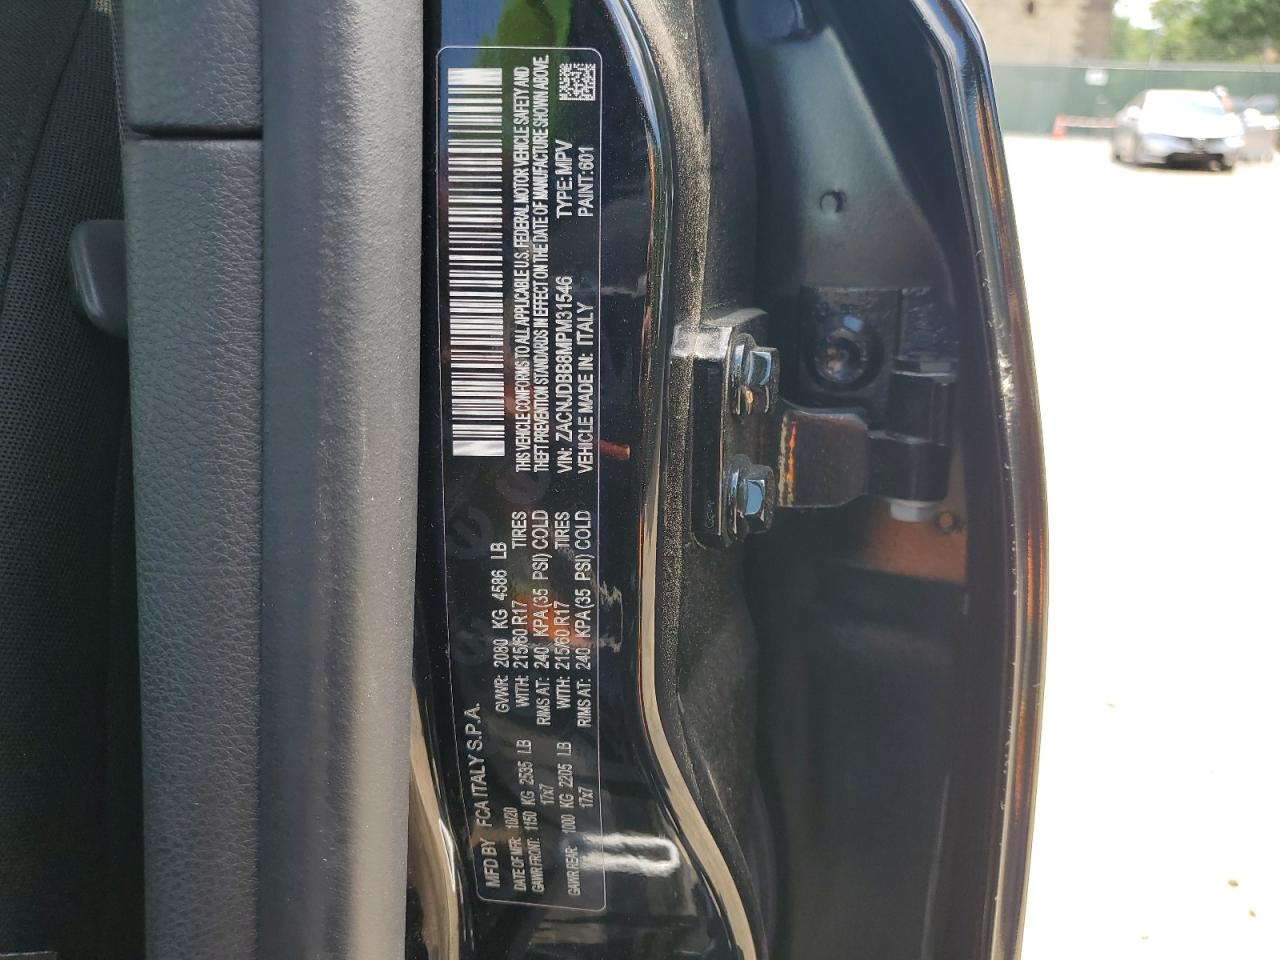 MFD BY FCA ITALY S.P.A.
DATE OF MFR: 10/20 GVWR: 2080 KG 4586 LB
GAWR FRONT: 1150 KG 2535 LB WITH: 215/60 R17 TIRES
17x7 RIMS AT: 240 KPA(35 PSI) COLD
GAWR REAR: 1000 KG 2205 LB WITH: 215/60 R17 TIRES
17x7 RIMS AT: 240 KPA(35 PSI) COLD
THIS VEHICLE CONFORMS TO ALL APPLICABLE U.S. FEDERAL MOTOR VEHICLE SAFETY AND
THEFT PREVENTION STANDARDS IN EFFECT ON THE DATE OF MANUFACTURE SHOWN ABOVE
VIN: ZACNJDBB8MPM31546 TYPE: MPV
VEHICLE MADE IN: ITALY PAINT: 601